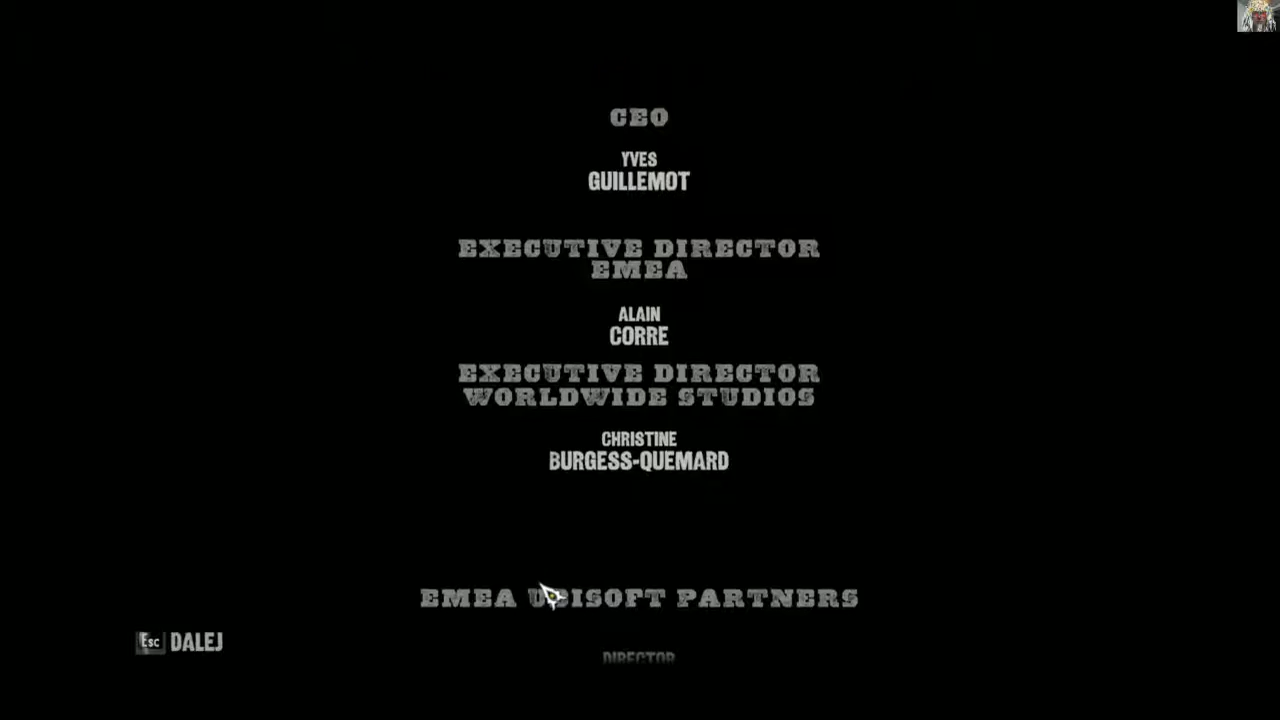 CEO
YVES
GUILLEMOT
EXECUTIVE DIRECTOR
EMEA
ALAIN
CORRE
EXECUTIVE DIRECTOR
WORLDWIDE STUDIOS
CHRISTINE
BURGESS-QUEMARD
EMEA UBISOFT PARTNERS
Esc DALEJ
DIRECTOR